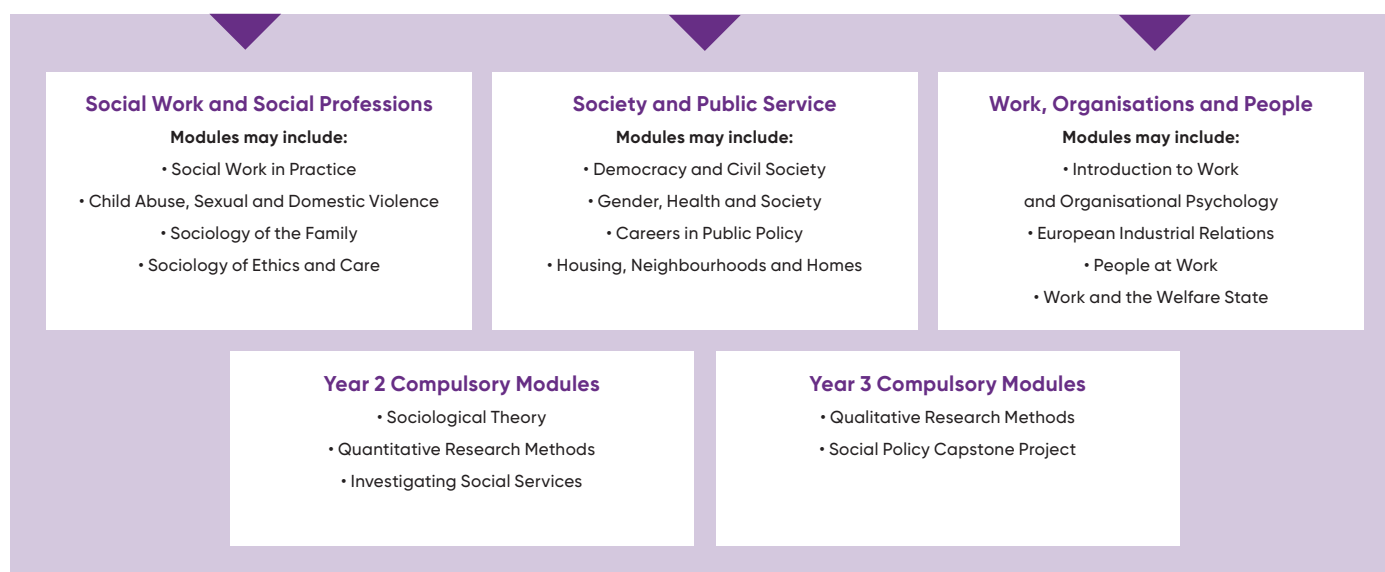 Social Work and Social Professions
Modules may include:
• Social Work in Practice
• Child Abuse, Sexual and Domestic Violence
• Sociology of the Family
• Sociology of Ethics and Care
Society and Public Service
Modules may include:
• Democracy and Civil Society
• Gender, Health and Society
• Careers in Public Policy
• Housing, Neighbourhoods and Homes
Work, Organisations and People
Modules may include:
• Introduction to Work
and Organisational Psychology
• European Industrial Relations
• People at Work
• Work and the Welfare State
Year 2 Compulsory Modules
• Sociological Theory
• Quantitative Research Methods
• Investigating Social Services
Year 3 Compulsory Modules
• Qualitative Research Methods
• Social Policy Capstone Project